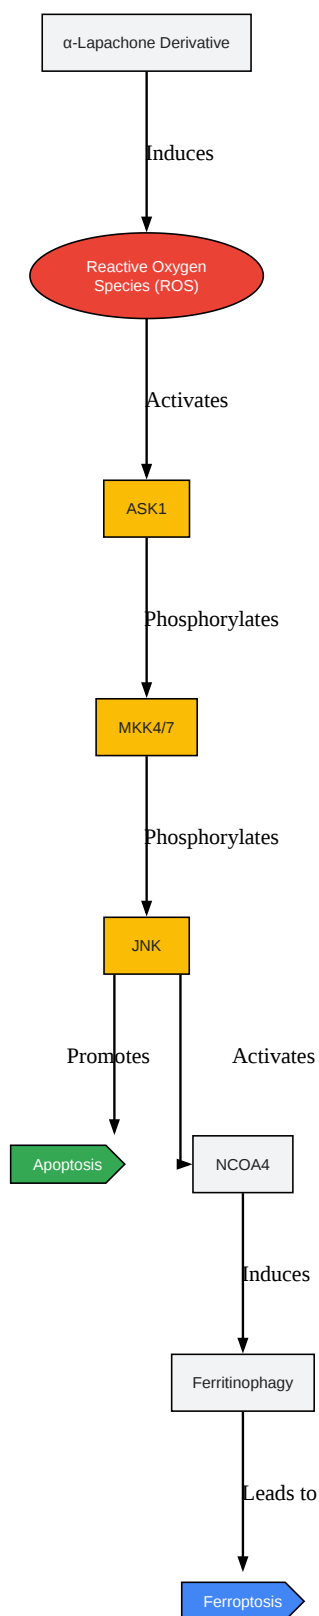 α-Lapachone Derivative
Induces
Reactive Oxygen
Species (ROS)
Activates
ASK1
Phosphorylates
MKK4/7
Phosphorylates
JNK
Promotes
Activates
Apoptosis
NCOA4
Induces
Ferritinophagy
Leads to
Ferroptosis